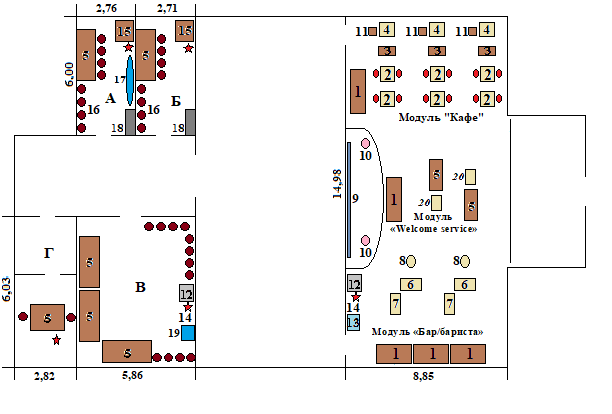 2,76 2,71
15 15
11 4 11 4 11 4
3 3 3
5 5
6,00
17
2 2 2
1
А Б
16 16
2 2 2
18 18
Модуль "Кафе"
10
14,98
5
20
9
1
20
5
Модуль
«Welcome service»
10
Г
5
В
8 8
12
12
6 6
6,03
14
7 7
5 5
14
13
19
Модуль «Бар/бариста»
5
1 1 1
2,82 5,86 8,85